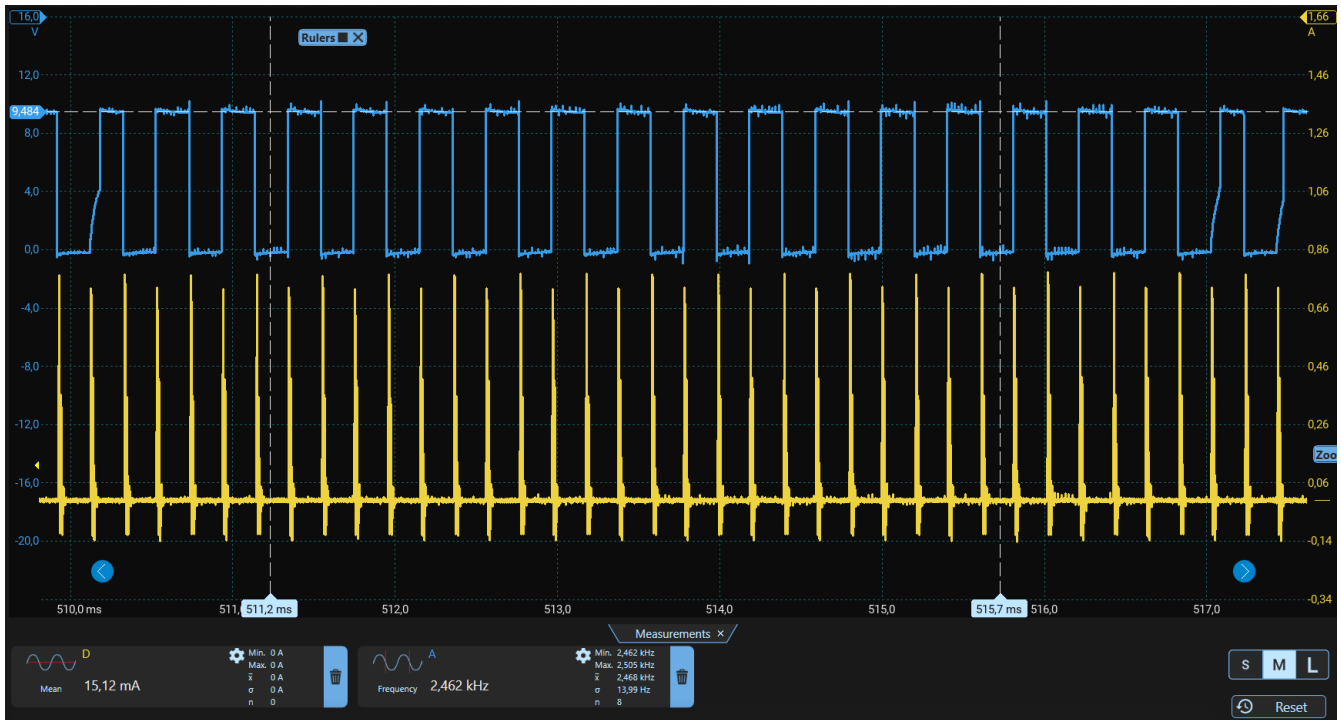 16,0
V
Rulers
1,66
A
12,0
1,46
9,484
8,0
1,26
4,0
1,06
0,0
0,86
-4,0
0,66
-8,0
0,46
-12,0
0,26
Zoo
-16,0
0,06
-20,0
-0,14
-0,34
510,0 ms
511,
511,2 ms
512,0
513,0
514,0
515,0
515,7 ms
516,0
517,0
Measurements ×
D
Mean
15,12 mA
Min. 0 A
Max. 0 A
x̄ 0 A
σ 0 A
n 0
A
Frequency
2,462 kHz
Min. 2,462 kHz
Max. 2,505 kHz
x̄ 2,468 kHz
σ 13,99 Hz
n 8
S M L
Reset